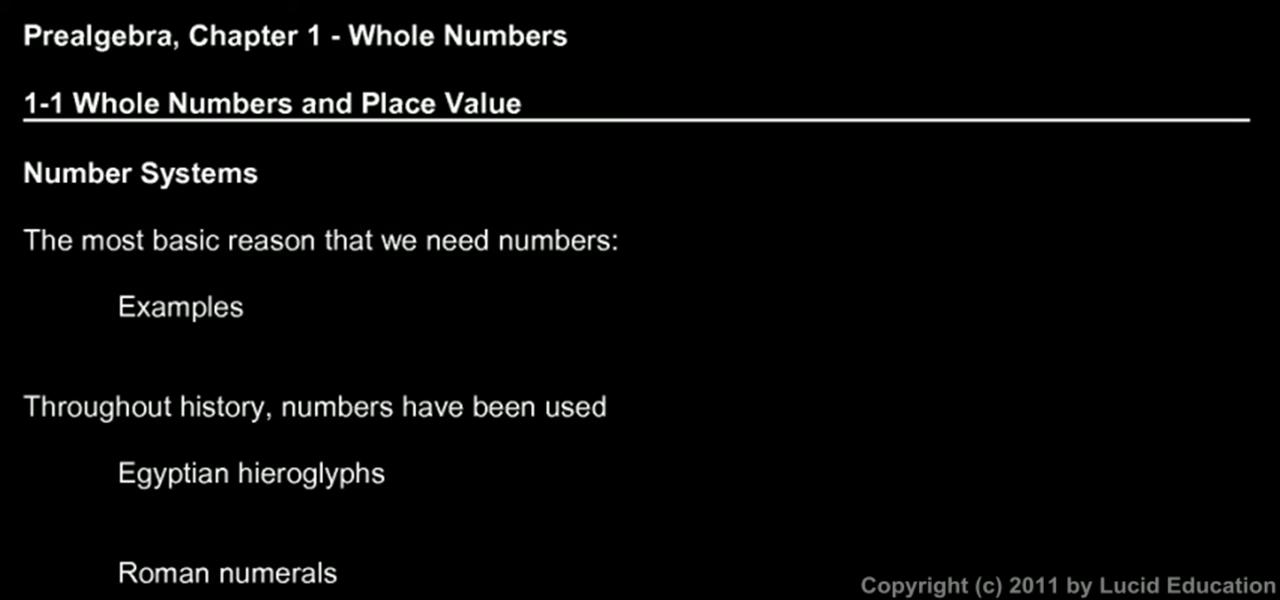 Prealgebra, Chapter 1 - Whole Numbers
1-1 Whole Numbers and Place Value
Number Systems
The most basic reason that we need numbers:
Examples
Throughout history, numbers have been used
Egyptian hieroglyphs
Roman numerals
Copyright (c) 2011 by Lucid Education